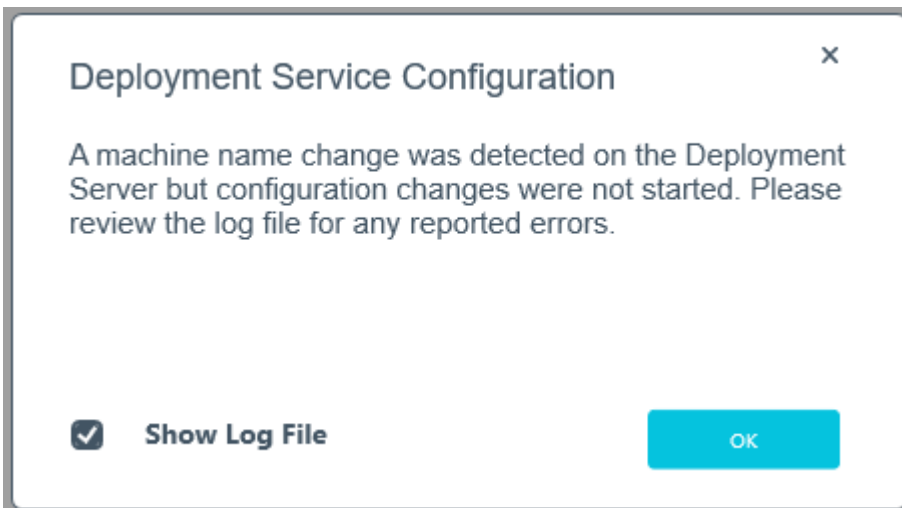 Deployment Service Configuration
A machine name change was detected on the Deployment
Server but configuration changes were not started. Please
review the log file for any reported errors.
Show Log File
OK